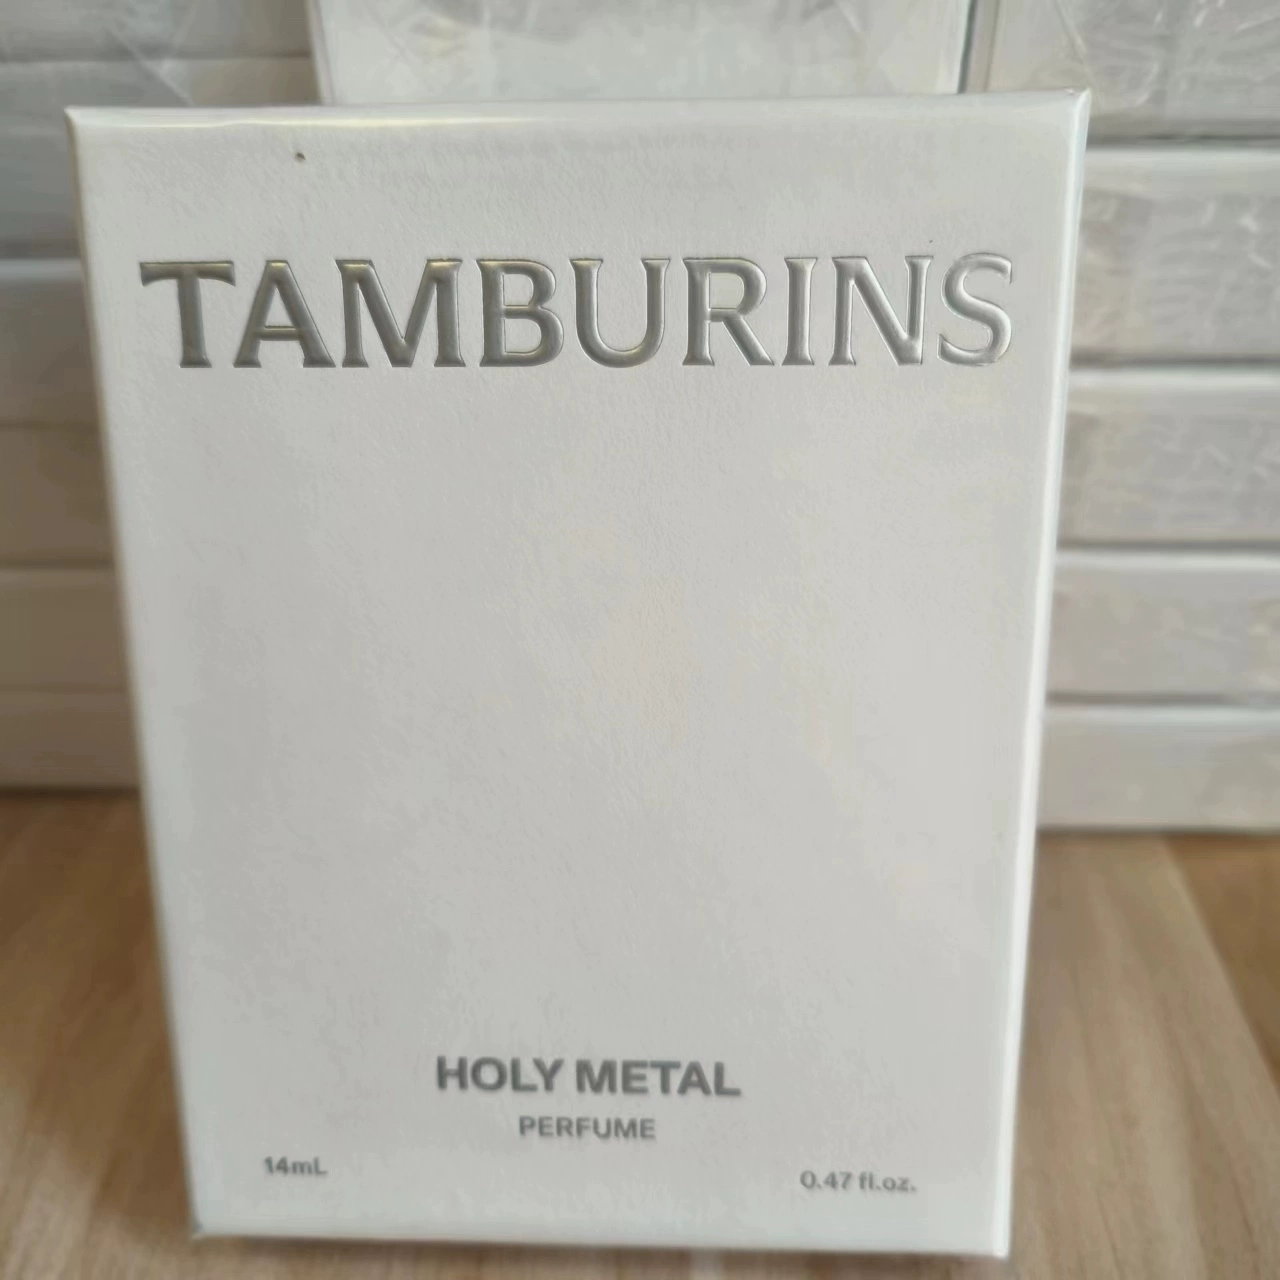 TAMBURINS
HOLY METAL
PERFUME
14mL
0.47 fl.oz.